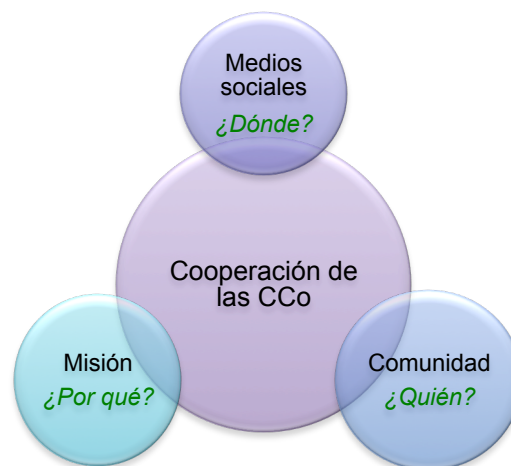 Medios
sociales
¿Dónde?
Cooperación de
las CCo
Misión
¿Por qué?
Comunidad
¿Quién?